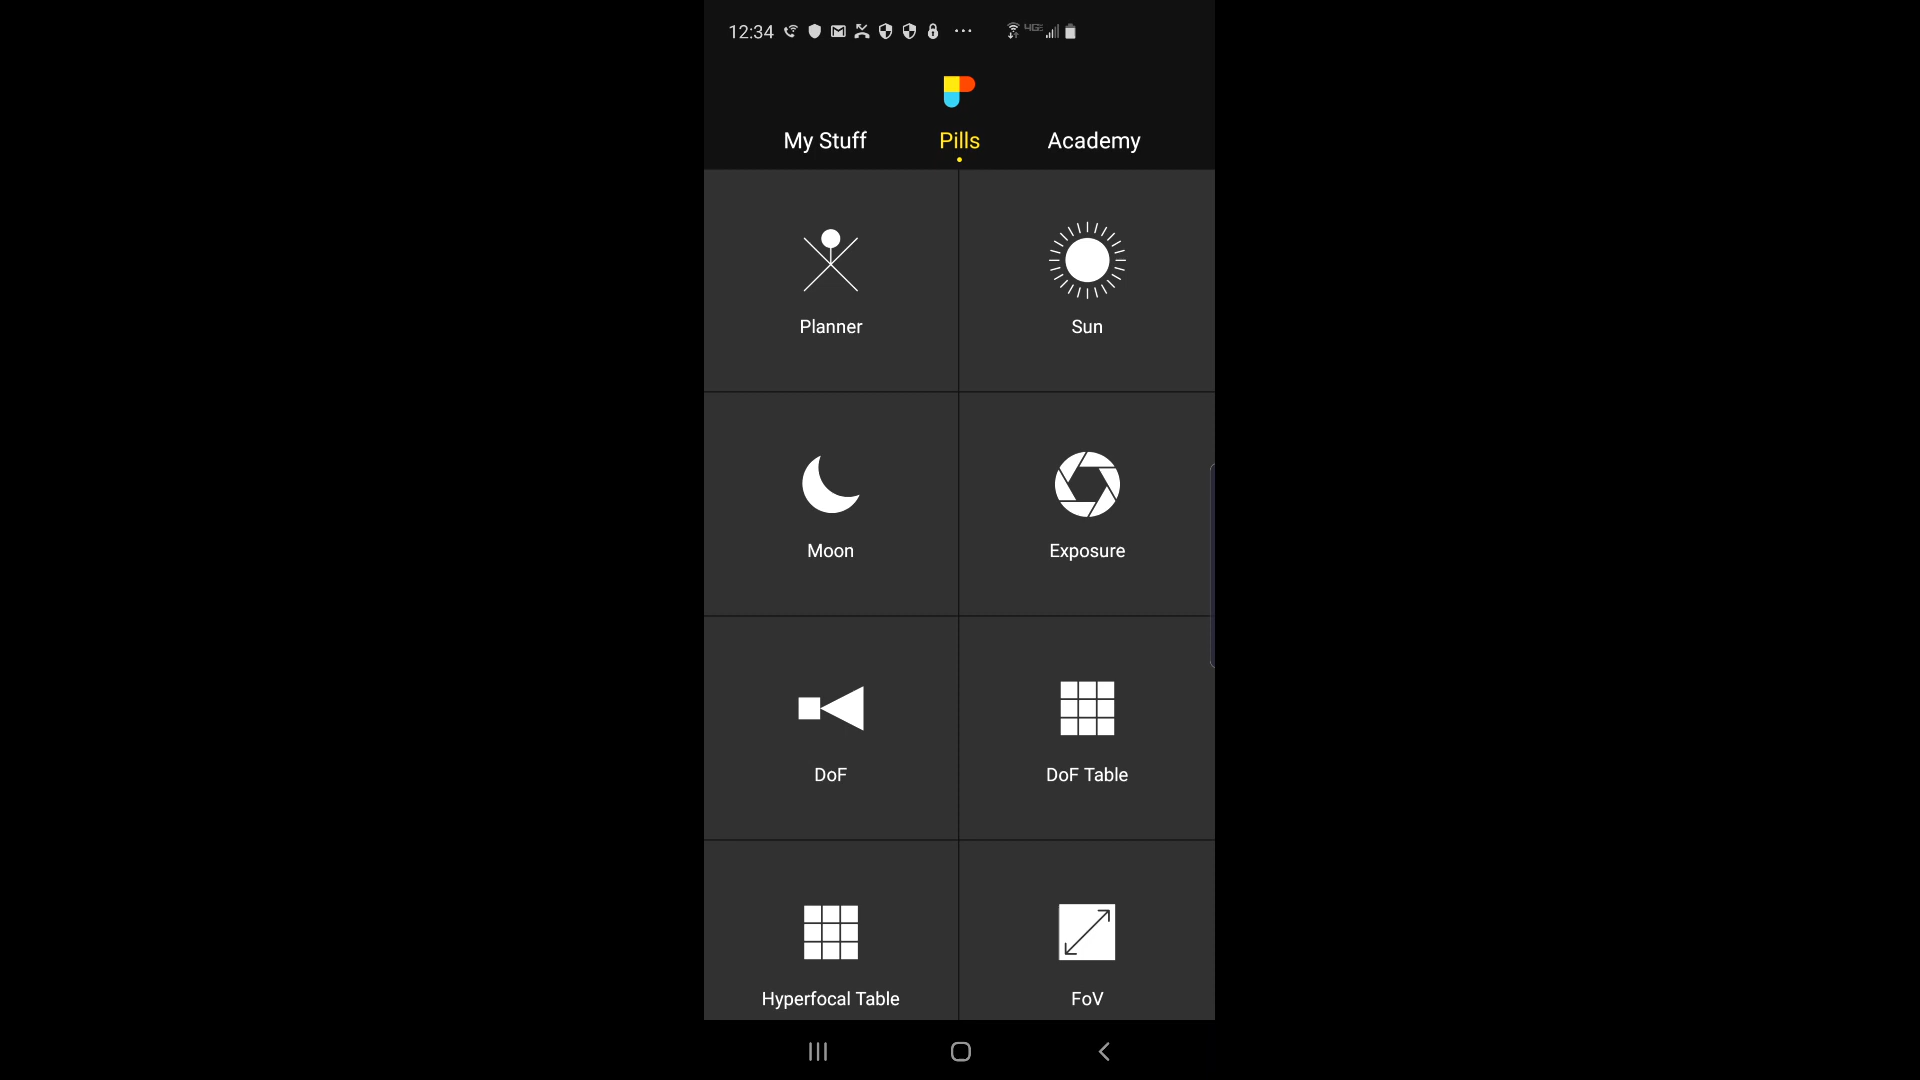 12:34
My Stuff Pills Academy
Planner Sun
Moon Exposure
DoF DoF Table
Hyperfocal Table FoV